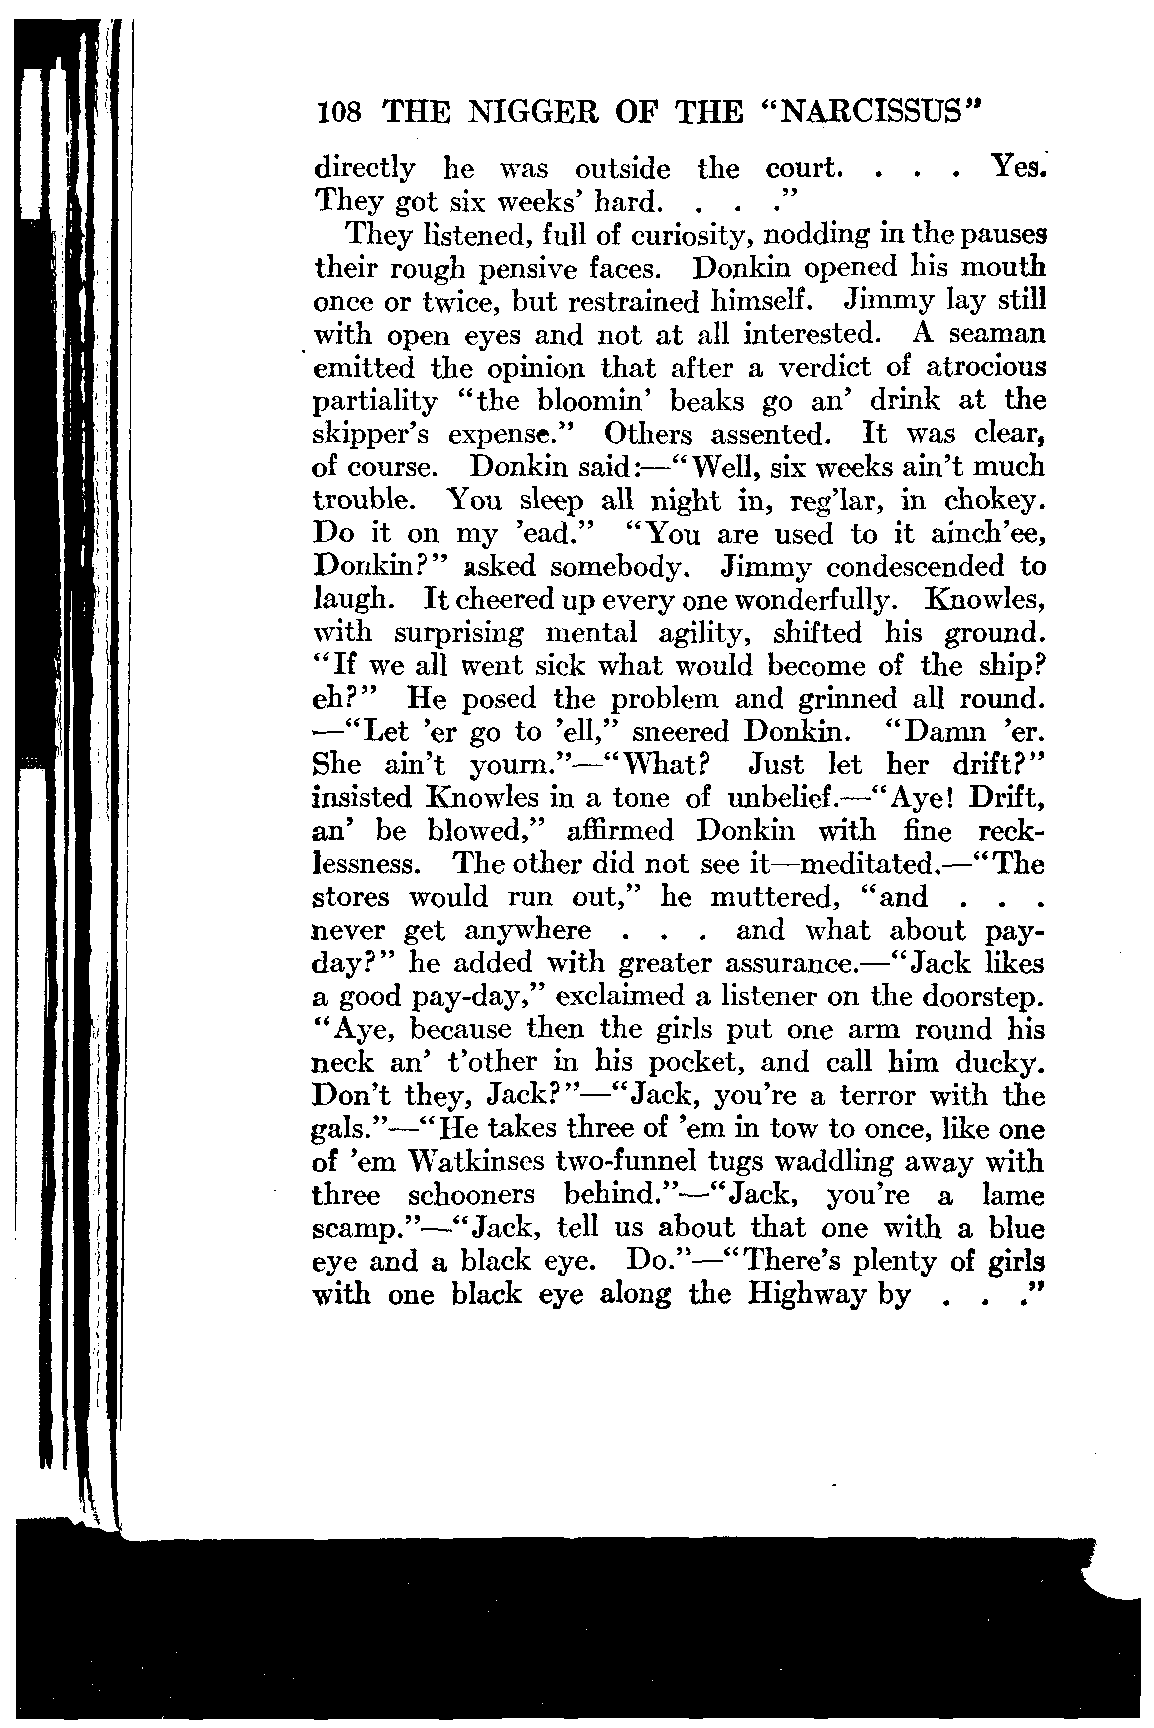 108 THE NIGGER OF THE “NARCISSUS”
directly he was outside the court. . . . Yes.
They got six weeks’ hard. . . .”
They listened, full of curiosity, nodding in the pauses
their rough pensive faces. Donkin opened his mouth
once or twice, but restrained himself. Jimmy lay still
with open eyes and not at all interested. A seaman
emitted the opinion that after a verdict of atrocious
partiality “the bloomin’ beaks go an’ drink at the
skipper’s expense.” Others assented. It was clear,
of course. Donkin said:—“Well, six weeks ain’t much
trouble. You sleep all night in, reg’lar, in chokey.
Do it on my ’ead.” “You are used to it ainch’ee,
Donkin?” asked somebody. Jimmy condescended to
laugh. It cheered up every one wonderfully. Knowles,
with surprising mental agility, shifted his ground.
“If we all went sick what would become of the ship?
eh?” He posed the problem and grinned all round.
—“Let ’er go to ’ell,” sneered Donkin. “Damn ’er.
She ain’t yourn.”—“What? Just let her drift?”
insisted Knowles in a tone of unbelief.—“Aye! Drift,
an’ be blowed,” affirmed Donkin with fine reck-
lessness. The other did not see it—meditated.—“The
stores would run out,” he muttered, “and . . .
never get anywhere . . . and what about pay-
day?” he added with greater assurance.—“Jack likes
a good pay-day,” exclaimed a listener on the doorstep.
“Aye, because then the girls put one arm round his
neck an’ t’other in his pocket, and call him ducky.
Don’t they, Jack?”—“Jack, you’re a terror with the
gals.”—“He takes three of ’em in tow to once, like one
of ’em Watkinses two-funnel tugs waddling away with
three schooners behind.”—“Jack, you’re a lame
scamp.”—“Jack, tell us about that one with a blue
eye and a black eye. Do.”—“There’s plenty of girls
with one black eye along the Highway by . . .”